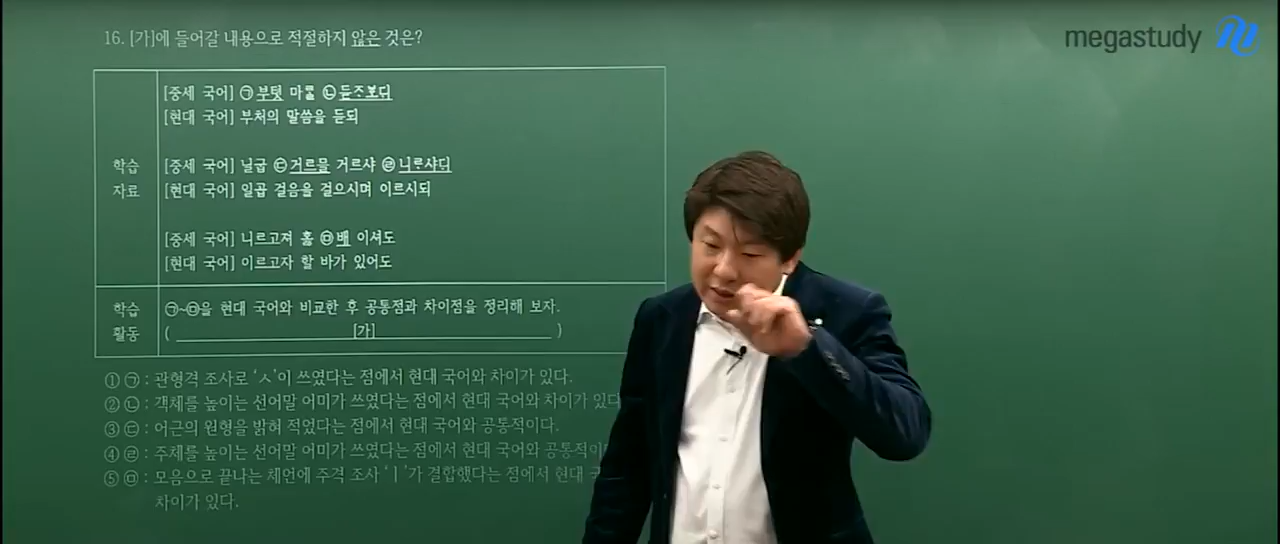 megastudy
16. [가]에 들어갈 내용으로 적절하지 않은 것은?
[중세 국어] ㉠부텻 마ᄅᆞᆯ ㉡듣ᄌᆞᄫᅩᄃᆡ
[현대 국어] 부처의 말씀을 듣되
학습
자료
[중세 국어] 닐굽 ㉢거르믈 거르샤 ㉣니ᄅᆞ샤ᄃᆡ
[현대 국어] 일곱 걸음을 걸으시며 이르시되
[중세 국어] 니르고져 홇 ㉤배 이셔도
[현대 국어] 이르고자 할 바가 있어도
학습
활동
㉠~㉤을 현대 국어와 비교한 후 공통점과 차이점을 정리해 보자.
( [가] )
① ㉠ : 관형격 조사로 ‘ㅅ’이 쓰였다는 점에서 현대 국어와 차이가 있다.
② ㉡ : 객체를 높이는 선어말 어미가 쓰였다는 점에서 현대 국어와 차이가 있다
③ ㉢ : 어근의 원형을 밝혀 적었다는 점에서 현대 국어와 공통적이다.
④ ㉣ : 주체를 높이는 선어말 어미가 쓰였다는 점에서 현대 국어와 공통적이
⑤ ㉤ : 모음으로 끝나는 체언에 주격 조사 ‘ㅣ’가 결합했다는 점에서 현대
차이가 있다.